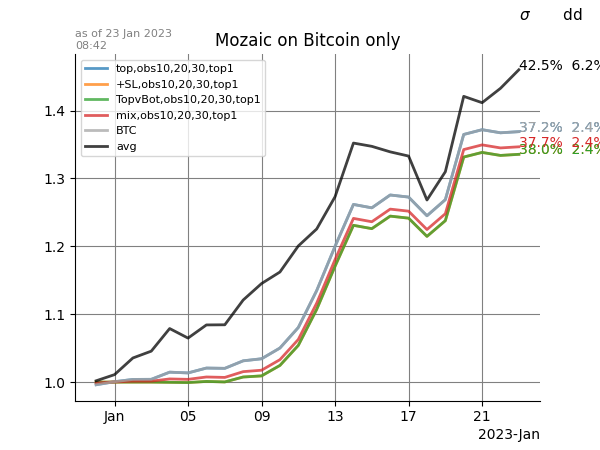 σ dd
as of 23 Jan 2023
08:42
Mozaic on Bitcoin only
42.5% 6.2%
top,obs10,20,30,top1
+SL,obs10,20,30,top1
TopvBot,obs10,20,30,top1
mix,obs10,20,30,top1
BTC
avg
1.4
37.2% 2.4%
37.7% 2.4%
38.0% 2.4%
1.3
1.2
1.1
1.0
Jan 05 09 13 17 21
2023-Jan